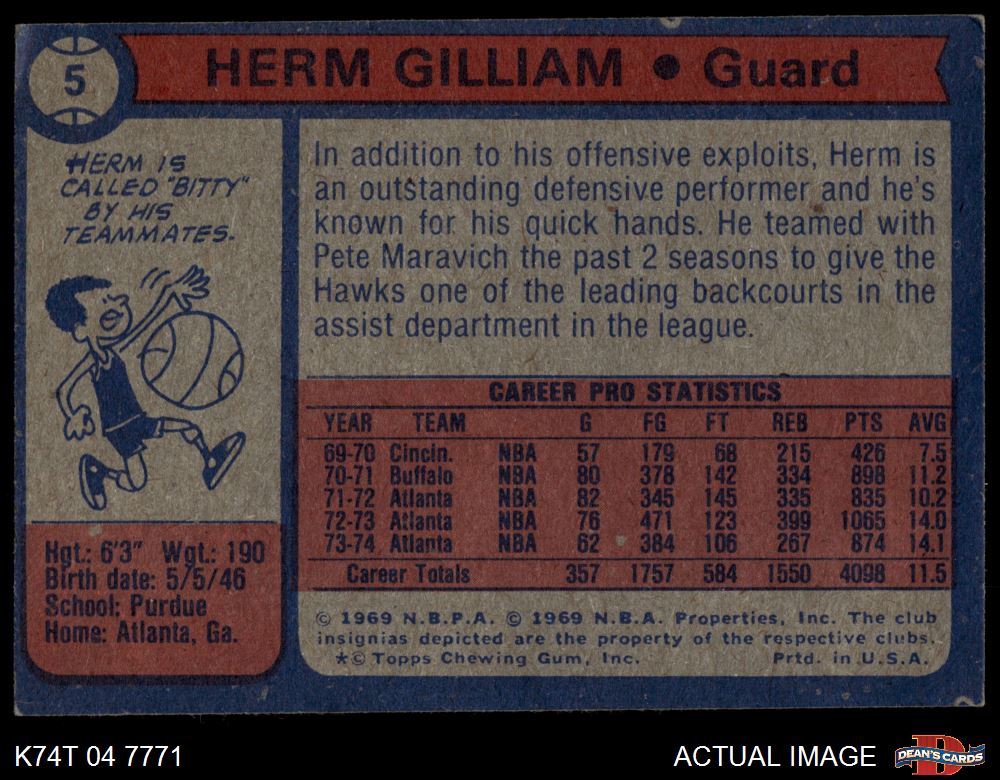 5
HERM GILLIAM • Guard
HERM IS
CALLED "BITTY"
BY HIS
TEAMMATES.
In addition to his offensive exploits, Herm is
an outstanding defensive performer and he's
known for his quick hands. He teamed with
Pete Maravich the past 2 seasons to give the
Hawks one of the leading backcourts in the
assist department in the league.
CAREER PRO STATISTICS
YEAR TEAM G FG FT REB PTS AVG
69-70 Cincin. NBA 57 179 68 215 426 7.5
70-71 Buffalo NBA 80 378 142 334 898 11.2
71-72 Atlanta NBA 82 345 145 335 835 10.2
72-73 Atlanta NBA 76 471 123 399 1065 14.0
73-74 Atlanta NBA 62 384 106 267 874 14.1
Career Totals 357 1757 584 1550 4098 11.5
Hgt.: 6'3" Wgt.: 190
Birth date: 5/5/46
School: Purdue
Home: Atlanta, Ga.
© 1969 N.B.P.A. © 1969 N.B.A. Properties, Inc. The club
insignias depicted are the property of the respective clubs.
*© Topps Chewing Gum, Inc. Prtd. in U.S.A.
K74T 04 7771
ACTUAL IMAGE
D
DEAN'S CARDS